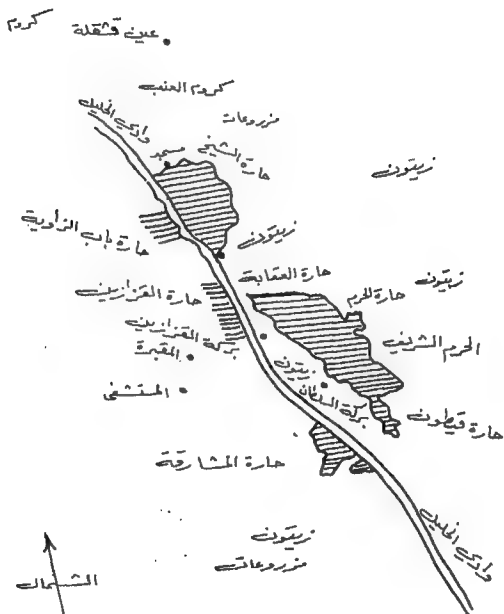 كروم
عين قشقلة
كروم العنب
مزروعات
وادي الخليل
مسجد
حارة الشيخ
زيتون
حارة باب الزاوية
زيتون
حارة العقابة
زيتون
حارة الحرم
حارة القزازين
بركة القزازين
الحرم الشريف
المقبرة
زيتون
المستشفى
بركة السلطان
حارة قيطون
حارة المشارقة
زيتون
مزروعات
وادي الخليل
الشمال